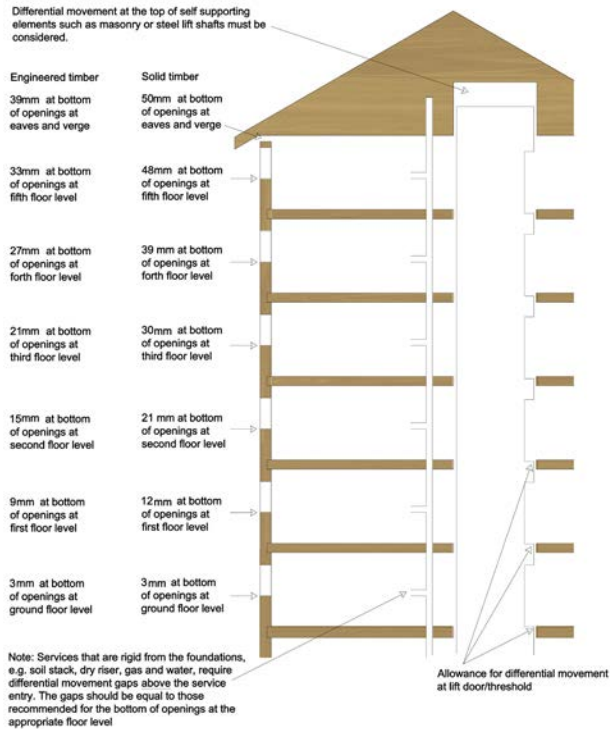 Differential movement at the top of self supporting
elements such as masonry or steel lift shafts must be
considered.
Engineered timber
Solid timber
39mm at bottom
of openings at
eaves and verge
50mm at bottom
of openings at
eaves and verge
33mm at bottom
of openings at
fifth floor level
48mm at bottom
of openings at
fifth floor level
27mm at bottom
of openings at
forth floor level
39 mm at bottom
of openings at
forth floor level
21mm at bottom
of openings at
third floor level
30mm at bottom
of openings at
third floor level
15mm at bottom
of openings at
second floor level
21 mm at bottom
of openings at
second floor level
9mm at bottom
of openings at
first floor level
12mm at bottom
of openings at
first floor level
3mm at bottom
of openings at
ground floor level
3mm at bottom
of openings at
ground floor level
Note: Services that are rigid from the foundations,
e.g. soil stack, dry riser, gas and water, require
differential movement gaps above the service
entry. The gaps should be equal to those
recommended for the bottom of openings at the
appropriate floor level
Allowance for differential movement
at lift door/threshold